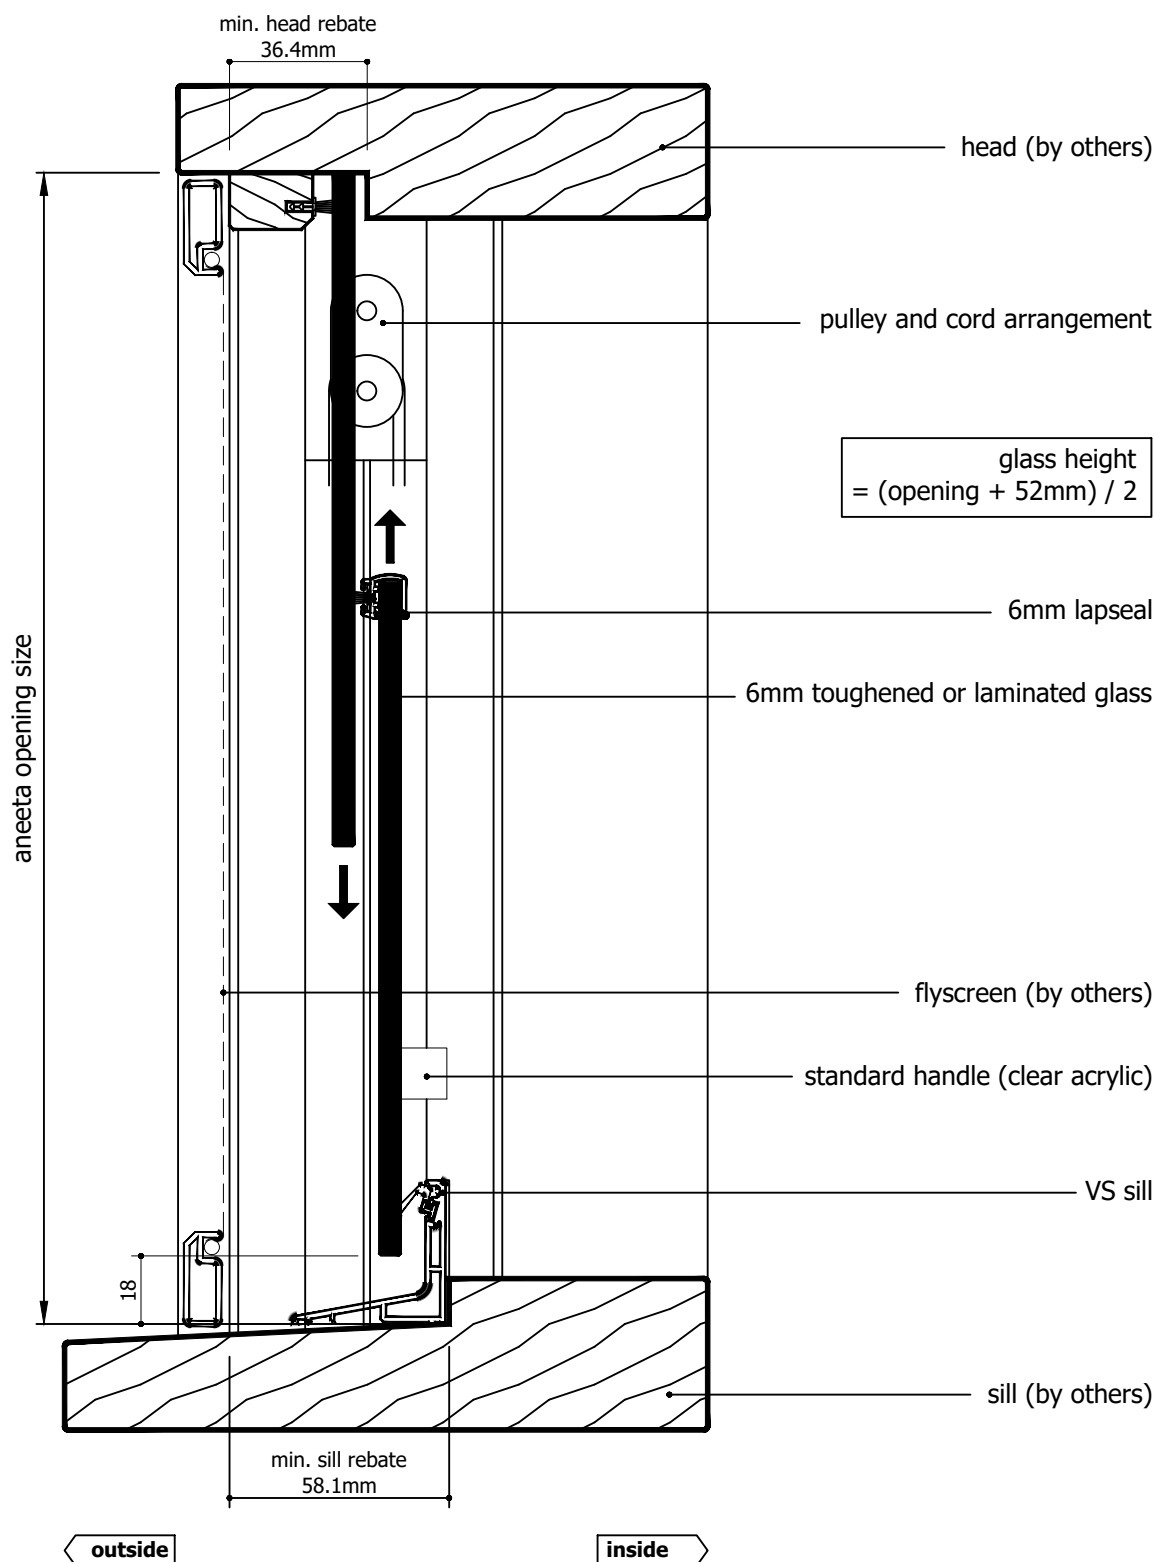 min. head rebate
36.4mm
head (by others)
pulley and cord arrangement
glass height
= (opening + 52mm) / 2
6mm lapseal
6mm toughened or laminated glass
aneeta opening size
flyscreen (by others)
standard handle (clear acrylic)
VS sill
18
sill (by others)
min. sill rebate
58.1mm
outside
inside